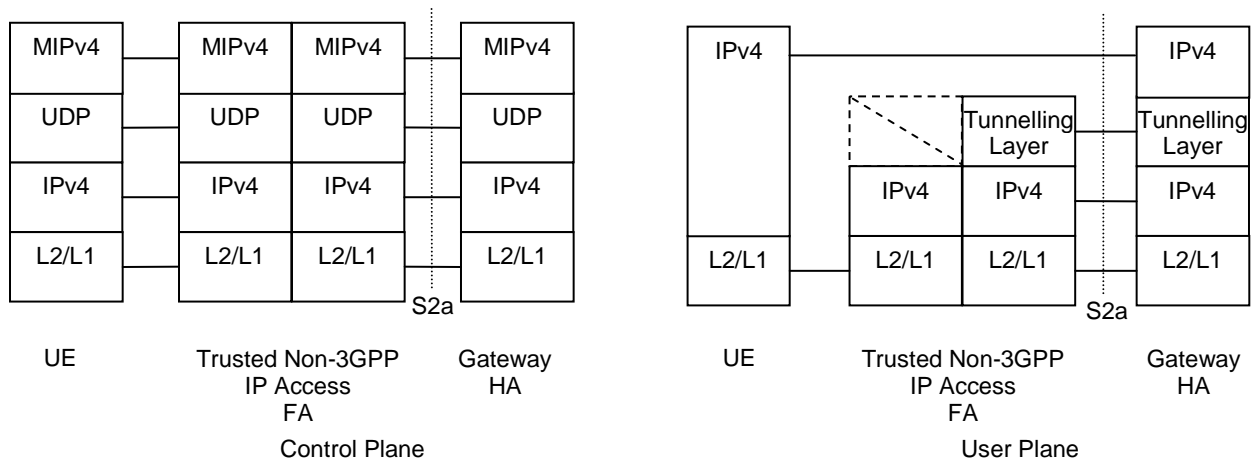 MIPv4 MIPv4 MIPv4 MIPv4
UDP UDP UDP UDP
IPv4 IPv4 IPv4 IPv4
L2/L1 L2/L1 L2/L1 L2/L1
S2a
UE Trusted Non-3GPP Gateway
IP Access HA
FA
Control Plane
IPv4 IPv4
Tunnelling Tunnelling
Layer Layer
IPv4 IPv4 IPv4
L2/L1 L2/L1 L2/L1 L2/L1
S2a
UE Trusted Non-3GPP Gateway
IP Access HA
FA
User Plane